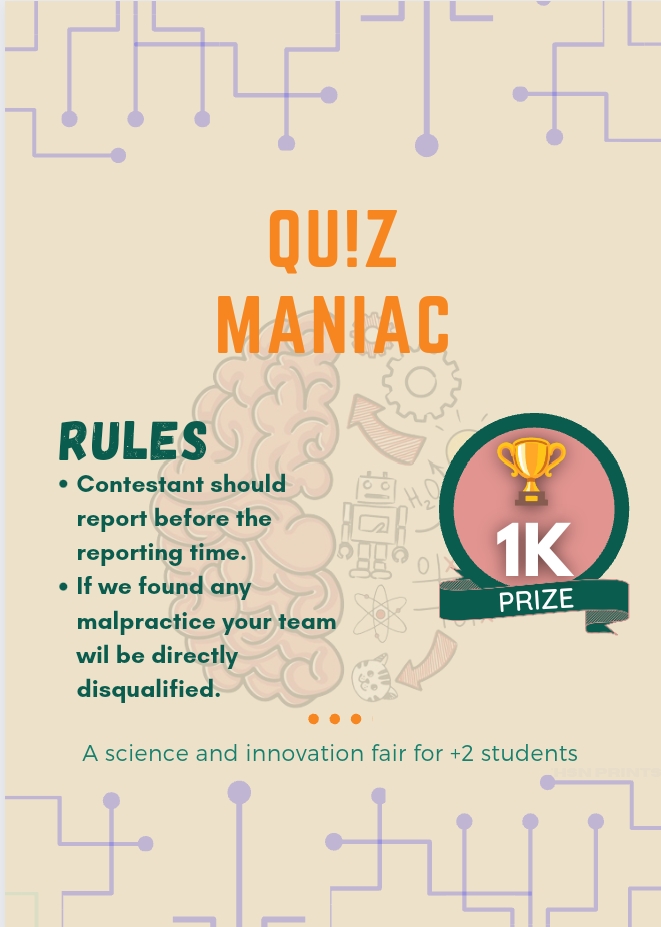 QU!Z
MANIAC
RULES
• Contestant should
report before the
reporting time.
• If we found any
malpractice your team
wil be directly
disqualified.
H₂O
1K
PRIZE
A science and innovation fair for +2 students